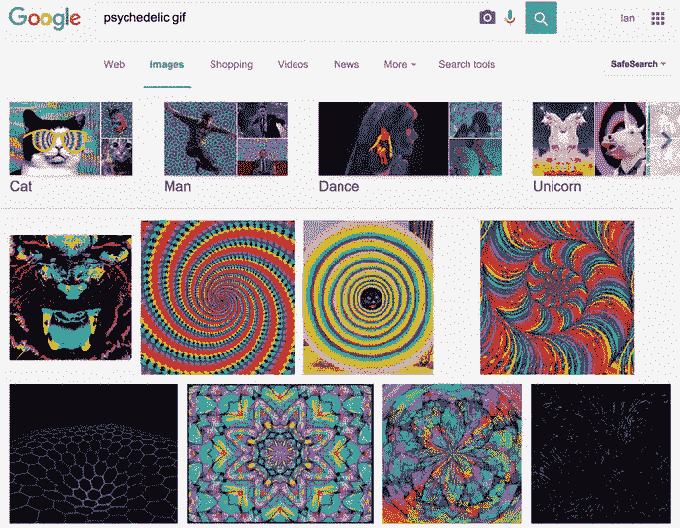 Google psychedelic gif Ian
Web Images Shopping Videos News More Search tools SafeSearch
Cat Man Dance Unicorn